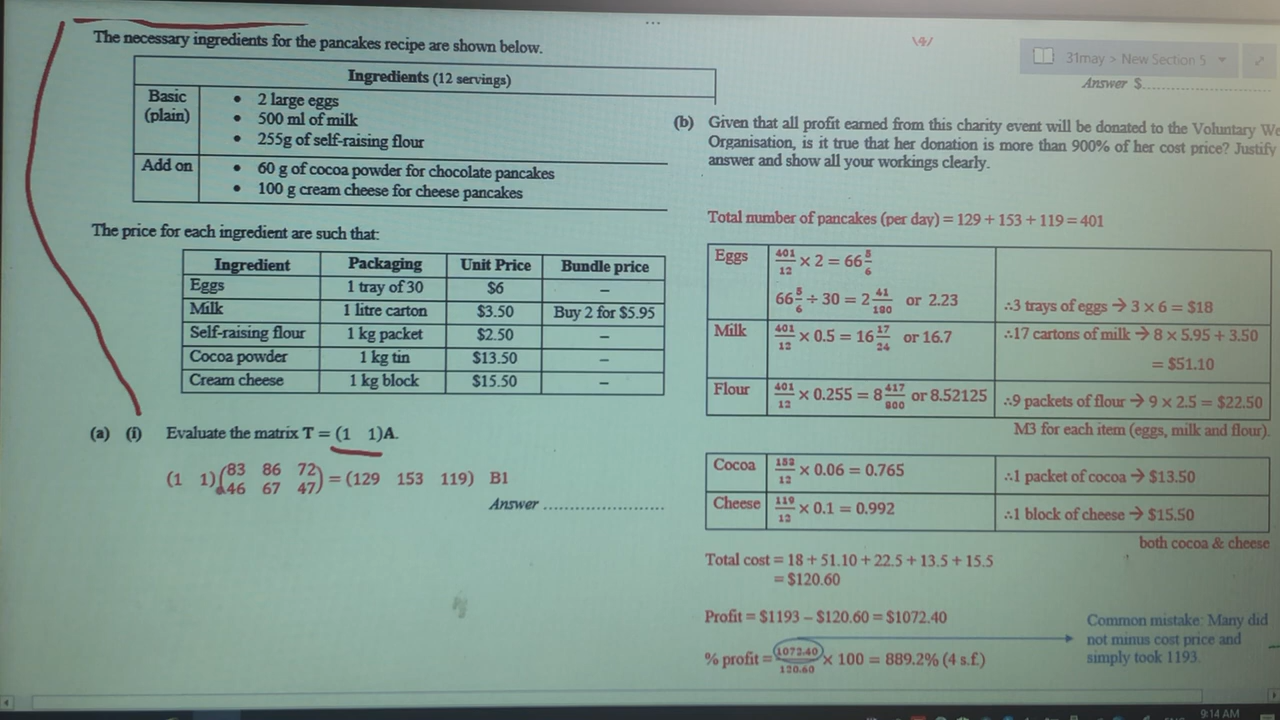 The necessary ingredients for the pancakes recipe are shown below.
Ingredients (12 servings)
Basic (plain)
• 2 large eggs
• 500 ml of milk
• 255g of self-raising flour
Add on
• 60 g of cocoa powder for chocolate pancakes
• 100 g cream cheese for cheese pancakes
The price for each ingredient are such that:
Ingredient Packaging Unit Price Bundle price
Eggs 1 tray of 30 $6 –
Milk 1 litre carton $3.50 Buy 2 for $5.95
Self-raising flour 1 kg packet $2.50 –
Cocoa powder 1 kg tin $13.50 –
Cream cheese 1 kg block $15.50 –
(a) (i) Evaluate the matrix T = (1 1)A.
(1 1)(83 86 72
46 67 47) = (129 153 119) B1
Answer ........................
...
\4/
31may > New Section 5
Answer $........................
(b) Given that all profit earned from this charity event will be donated to the Voluntary We
Organisation, is it true that her donation is more than 900% of her cost price? Justify
answer and show all your workings clearly.
Total number of pancakes (per day) = 129 + 153 + 119 = 401
Eggs 401/12 × 2 = 66 5/6
66 5/6 ÷ 30 = 2 41/180 or 2.23 ∴3 trays of eggs → 3 × 6 = $18
Milk 401/12 × 0.5 = 16 17/24 or 16.7 ∴17 cartons of milk → 8 × 5.95 + 3.50
= $51.10
Flour 401/12 × 0.255 = 8 417/800 or 8.52125 ∴9 packets of flour → 9 × 2.5 = $22.50
M3 for each item (eggs, milk and flour).
Cocoa 153/12 × 0.06 = 0.765 ∴1 packet of cocoa → $13.50
Cheese 119/12 × 0.1 = 0.992 ∴1 block of cheese → $15.50
both cocoa & cheese
Total cost = 18 + 51.10 + 22.5 + 13.5 + 15.5
= $120.60
Profit = $1193 – $120.60 = $1072.40
% profit = 1072.40/120.60 × 100 = 889.2% (4 s.f.)
Common mistake: Many did
not minus cost price and
simply took 1193.
9:14 AM